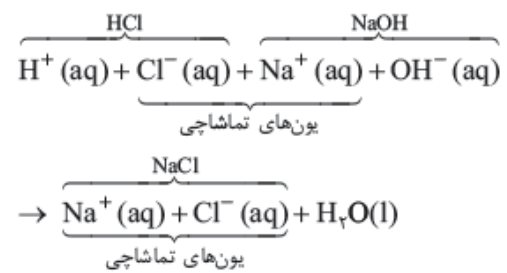 HCl NaOH
H⁺(aq) + Cl⁻(aq) + Na⁺(aq) + OH⁻(aq)
یون‌های تماشاچی
NaCl
→ Na⁺(aq) + Cl⁻(aq) + H۲O(l)
یون‌های تماشاچی